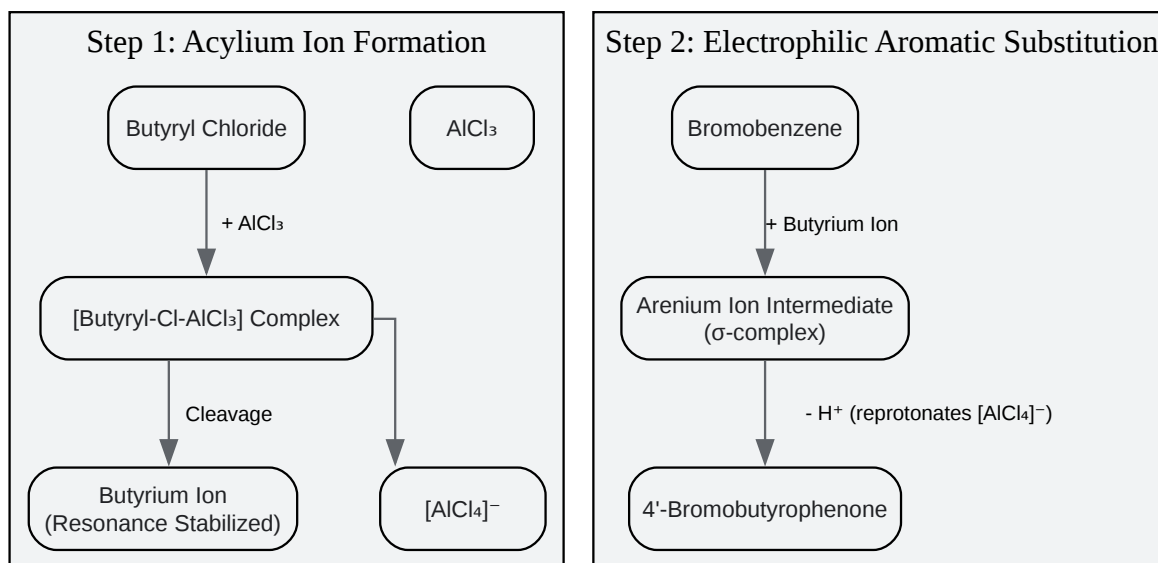 Step 1: Acylium Ion Formation
Butyryl Chloride
AlCl₃
+ AlCl₃
[Butyryl-Cl-AlCl₃] Complex
Cleavage
Butyrium Ion
(Resonance Stabilized)
[AlCl₄]⁻
Step 2: Electrophilic Aromatic Substitution
Bromobenzene
+ Butyrium Ion
Arenium Ion Intermediate
(σ-complex)
- H⁺ (reprotonates [AlCl₄]⁻)
4'-Bromobutyrophenone